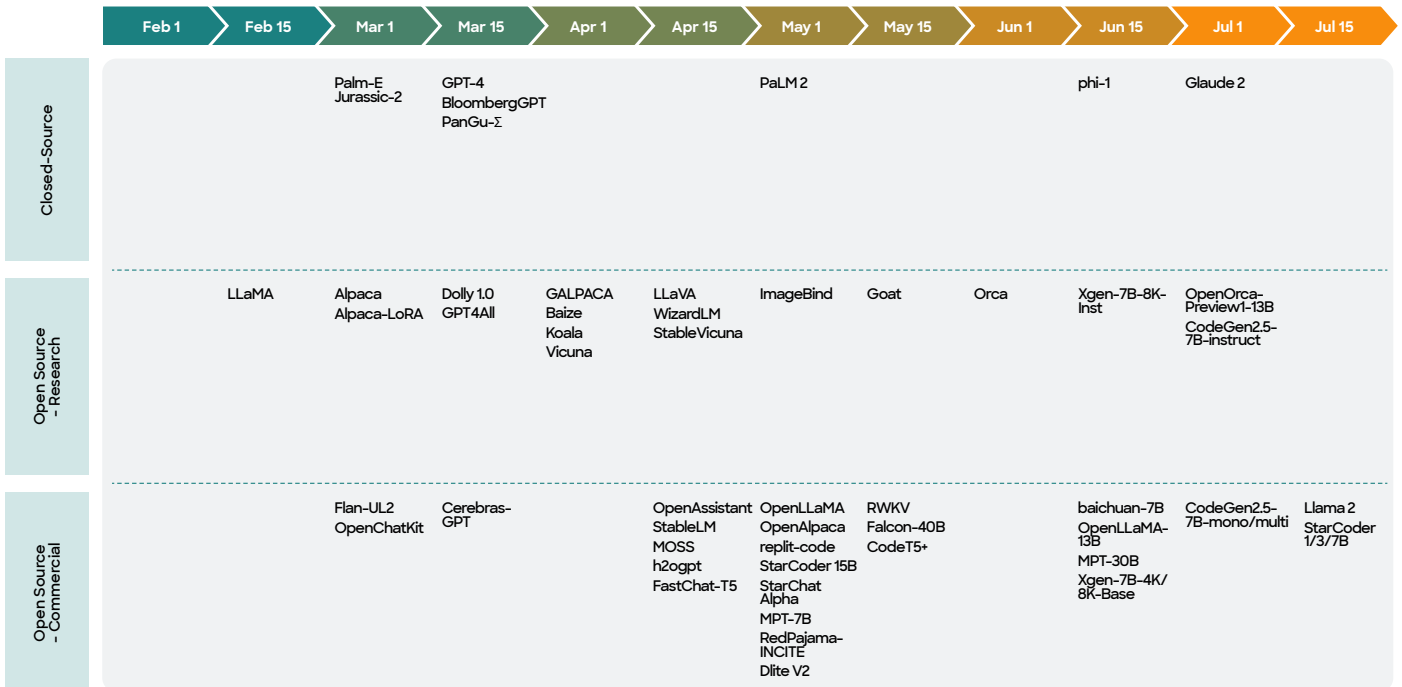 Feb 1
Feb 15
Mar 1
Mar 15
Apr 1
Apr 15
May 1
May 15
Jun 1
Jun 15
Jul 1
Jul 15
Closed-Source
Palm-E
Jurassic-2
GPT-4
BloombergGPT
PanGu-Σ
PaLM 2
phi-1
Glaude 2
Open Source
- Research
LLaMA
Alpaca
Alpaca-LoRA
Dolly 1.0
GPT4All
GALPACA
Baize
Koala
Vicuna
LLaVA
WizardLM
StableVicuna
ImageBind
Goat
Orca
Xgen-7B-8K-
Inst
OpenOrca-
Preview1-13B
CodeGen2.5-
7B-instruct
Open Source
- Commercial
Flan-UL2
OpenChatKit
Cerebras-
GPT
OpenAssistant
StableLM
MOSS
h2ogpt
FastChat-T5
OpenLLaMA
OpenAlpaca
replit-code
StarCoder 15B
StarChat
Alpha
MPT-7B
RedPajama-
INCITE
Dlite V2
RWKV
Falcon-40B
CodeT5+
baichuan-7B
OpenLLaMA-
13B
MPT-30B
Xgen-7B-4K/
8K-Base
CodeGen2.5-
7B-mono/multi
Llama 2
StarCoder
1/3/7B